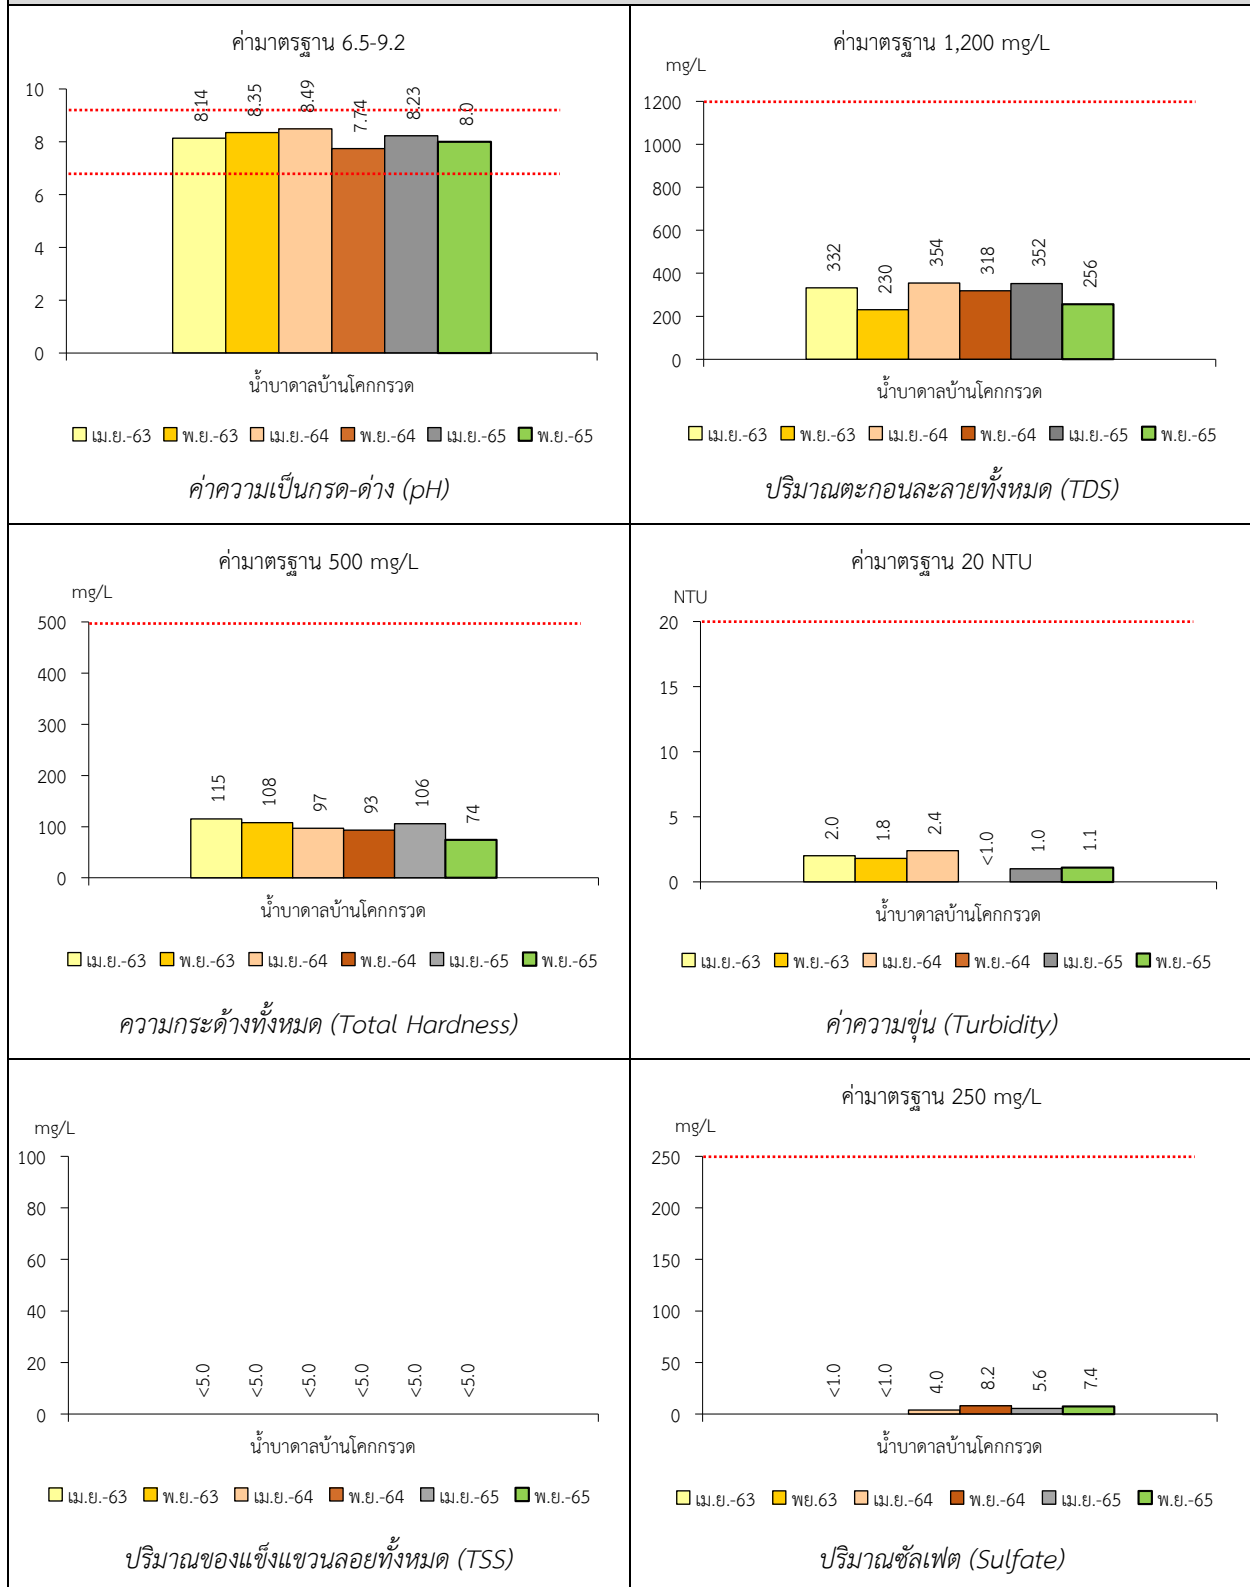 ค่ามาตรฐาน 6.5-9.2
10
8
6
4
2
0
8.14
8.35
8.49
7.74
8.23
8.0
น้ำบาดาลบ้านโคกกรวด
เม.ย.-63 พ.ย.-63 เม.ย.-64 พ.ย.-64 เม.ย.-65 พ.ย.-65
ค่าความเป็นกรด-ด่าง (pH)
ค่ามาตรฐาน 1,200 mg/L
mg/L
1200
1000
800
600
400
200
0
332
230
354
318
352
256
น้ำบาดาลบ้านโคกกรวด
เม.ย.-63 พ.ย.-63 เม.ย.-64 พ.ย.-64 เม.ย.-65 พ.ย.-65
ปริมาณตะกอนละลายทั้งหมด (TDS)
ค่ามาตรฐาน 500 mg/L
mg/L
500
400
300
200
100
0
115
108
97
93
106
74
น้ำบาดาลบ้านโคกกรวด
เม.ย.-63 พ.ย.-63 เม.ย.-64 พ.ย.-64 เม.ย.-65 พ.ย.-65
ความกระด้างทั้งหมด (Total Hardness)
ค่ามาตรฐาน 20 NTU
NTU
20
15
10
5
0
2.0
1.8
2.4
<1.0
1.0
1.1
น้ำบาดาลบ้านโคกกรวด
เม.ย.-63 พ.ย.-63 เม.ย.-64 พ.ย.-64 เม.ย.-65 พ.ย.-65
ค่าความขุ่น (Turbidity)
mg/L
100
80
60
40
20
0
<5.0
<5.0
<5.0
<5.0
<5.0
<5.0
น้ำบาดาลบ้านโคกกรวด
เม.ย.-63 พ.ย.-63 เม.ย.-64 พ.ย.-64 เม.ย.-65 พ.ย.-65
ปริมาณของแข็งแขวนลอยทั้งหมด (TSS)
ค่ามาตรฐาน 250 mg/L
mg/L
250
200
150
100
50
0
<1.0
<1.0
4.0
8.2
5.6
7.4
น้ำบาดาลบ้านโคกกรวด
เม.ย.-63 พย.63 เม.ย.-64 พ.ย.-64 เม.ย.-65 พ.ย.-65
ปริมาณซัลเฟต (Sulfate)